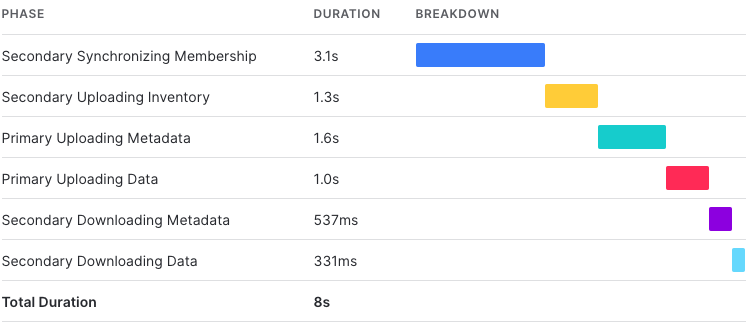 PHASE DURATION BREAKDOWN
Secondary Synchronizing Membership 3.1s
Secondary Uploading Inventory 1.3s
Primary Uploading Metadata 1.6s
Primary Uploading Data 1.0s
Secondary Downloading Metadata 537ms
Secondary Downloading Data 331ms
Total Duration 8s